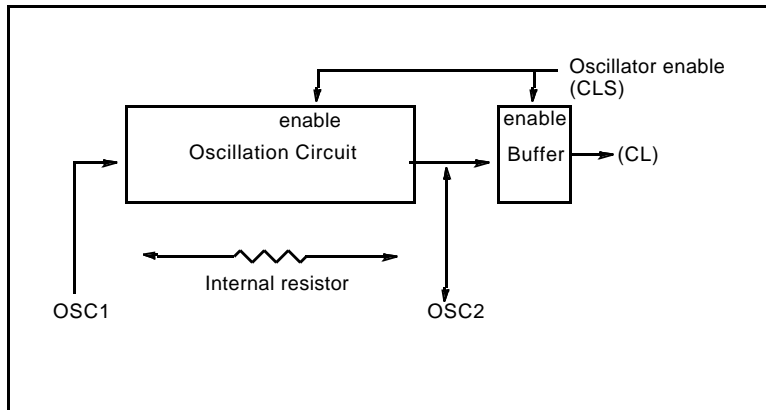 Oscillator enable
(CLS)
enable
enable
Oscillation Circuit
Buffer
(CL)
Internal resistor
OSC1
OSC2